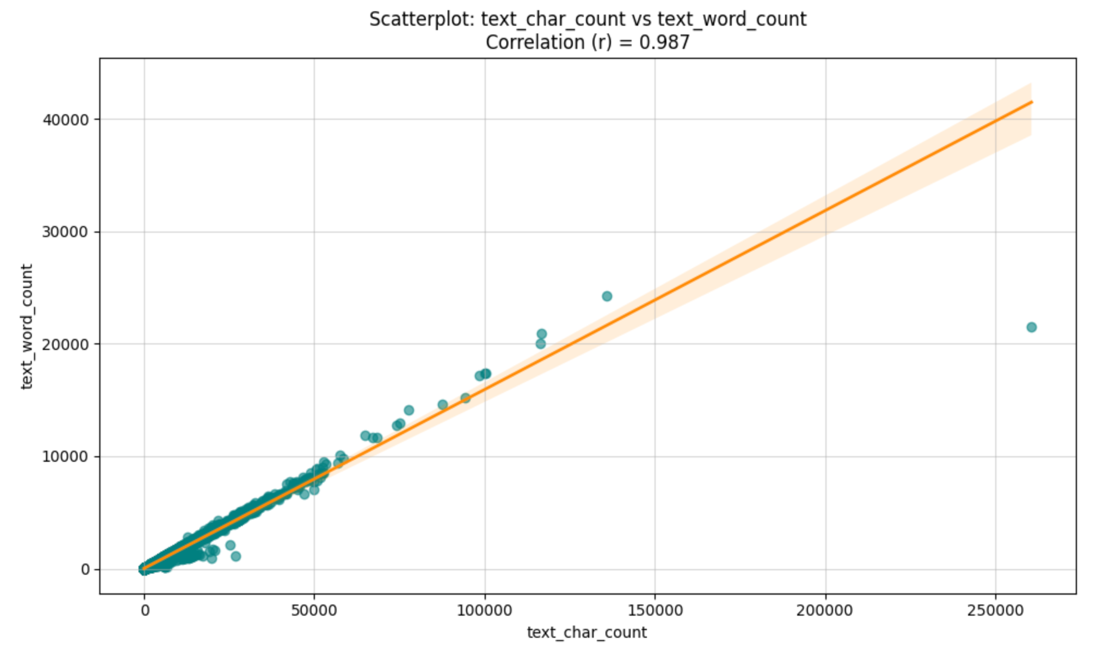 Scatterplot: text_char_count vs text_word_count
Correlation (r) = 0.987
text_word_count
40000
30000
20000
10000
0
0 50000 100000 150000 200000 250000
text_char_count